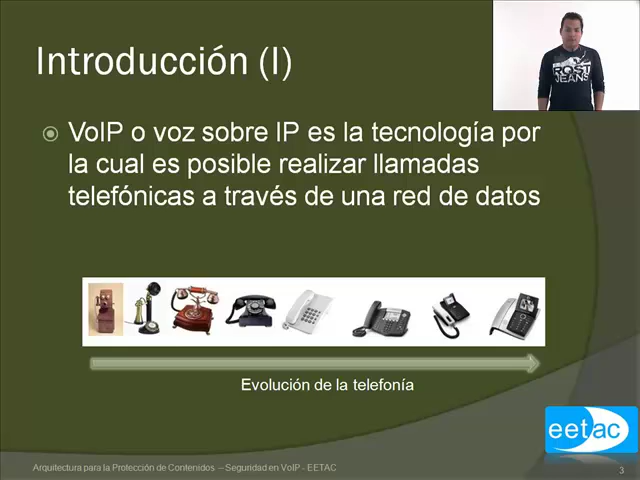 Introducción (I)
VoIP o voz sobre IP es la tecnología por
la cual es posible realizar llamadas
telefónicas a través de una red de datos
Evolución de la telefonía
eetac
Arquitectura para la Protección de Contenidos – Seguridad en VoIP - EETAC
3